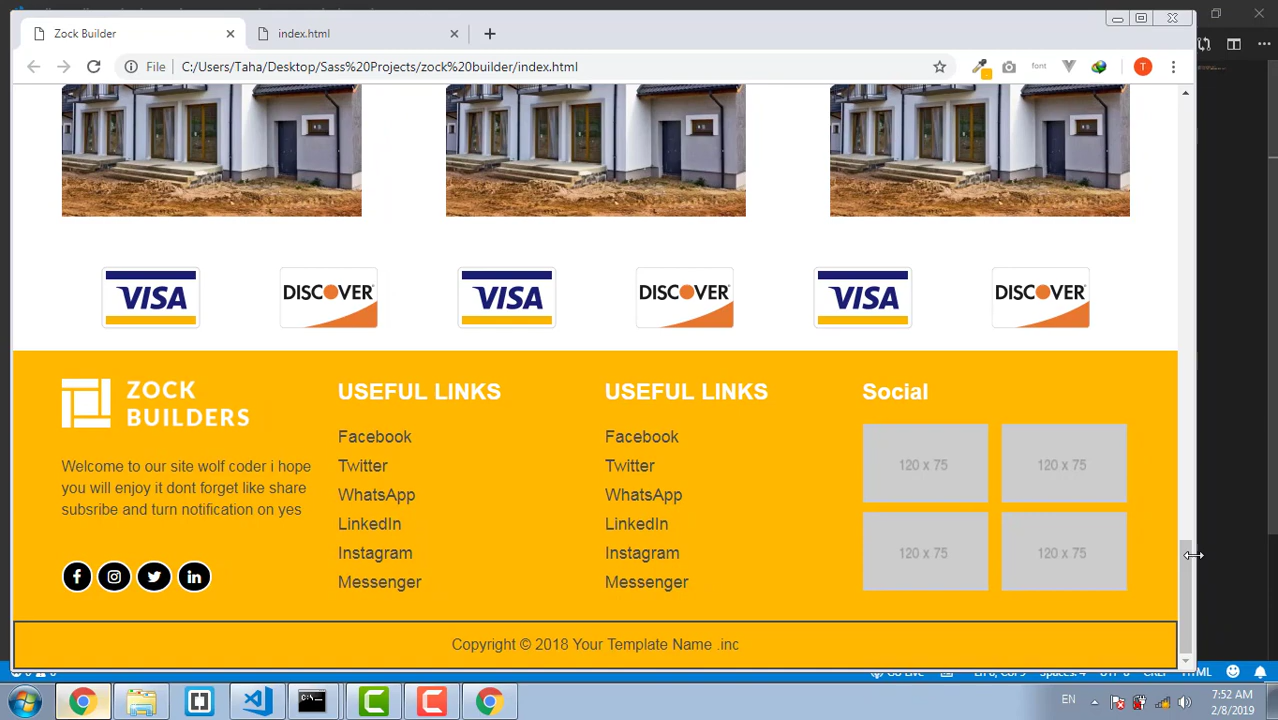 Zock Builder
index.html
File
C:/Users/Taha/Desktop/Sass%20Projects/zock%20builder/index.html
font
T
VISA
DISCOVER
VISA
DISCOVER
VISA
DISCOVER
ZOCK
BUILDERS
Welcome to our site wolf coder i hope
you will enjoy it dont forget like share
subsribe and turn notification on yes
USEFUL LINKS
Facebook
Twitter
WhatsApp
LinkedIn
Instagram
Messenger
USEFUL LINKS
Facebook
Twitter
WhatsApp
LinkedIn
Instagram
Messenger
Social
120 x 75
120 x 75
120 x 75
120 x 75
Copyright © 2018 Your Template Name .inc
EN
7:52 AM
2/8/2019